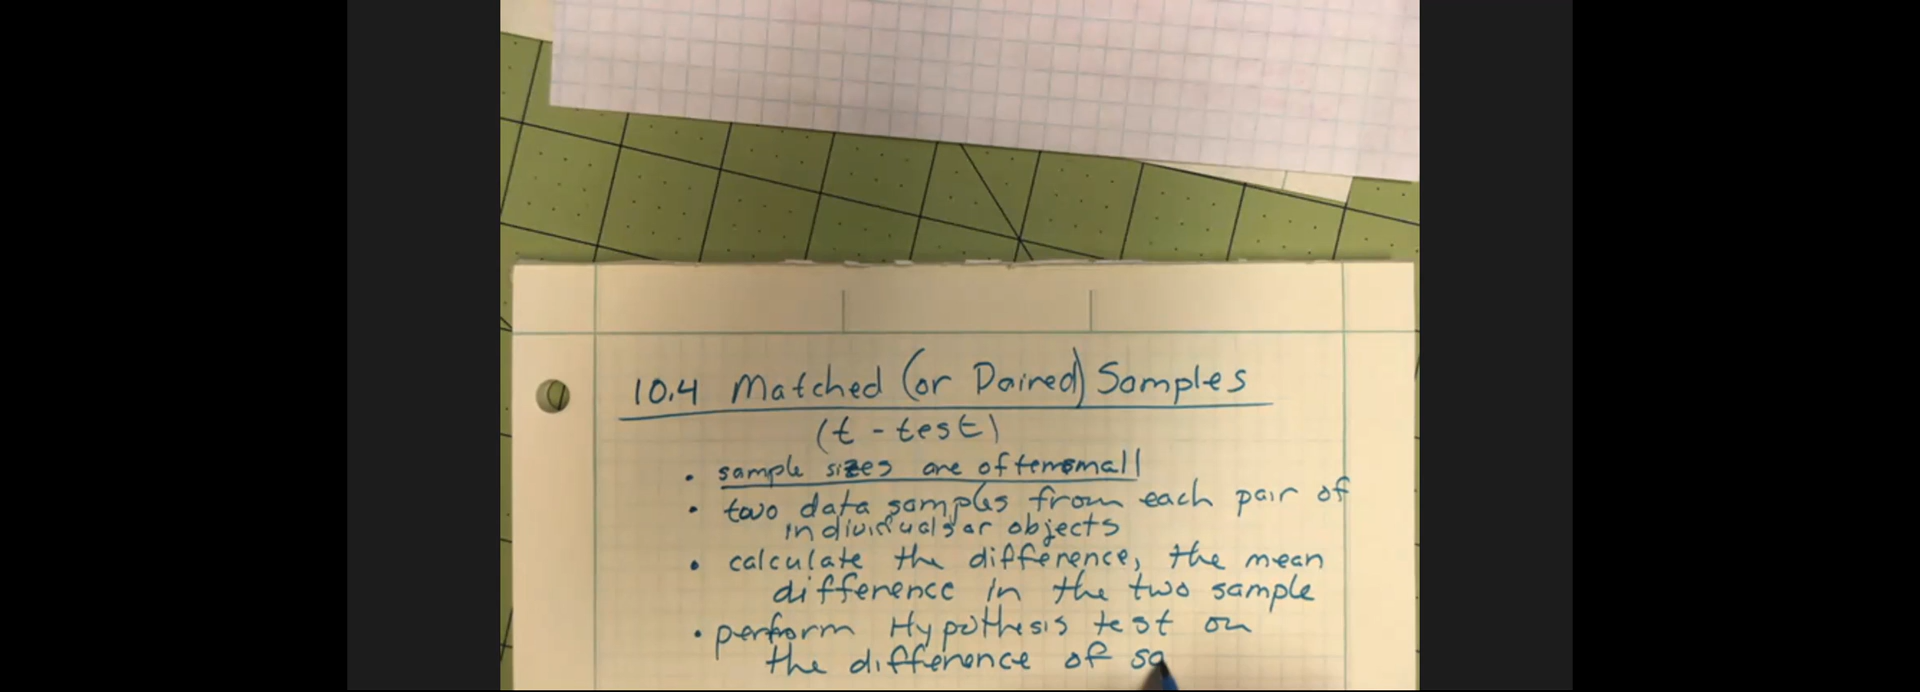 10.4 Matched (or Paired) Samples
(t - test)
• sample sizes are often small
• two data samples from each pair of
individuals or objects
• calculate the difference, the mean
difference in the two sample
• perform Hypothesis test on
the difference of sa